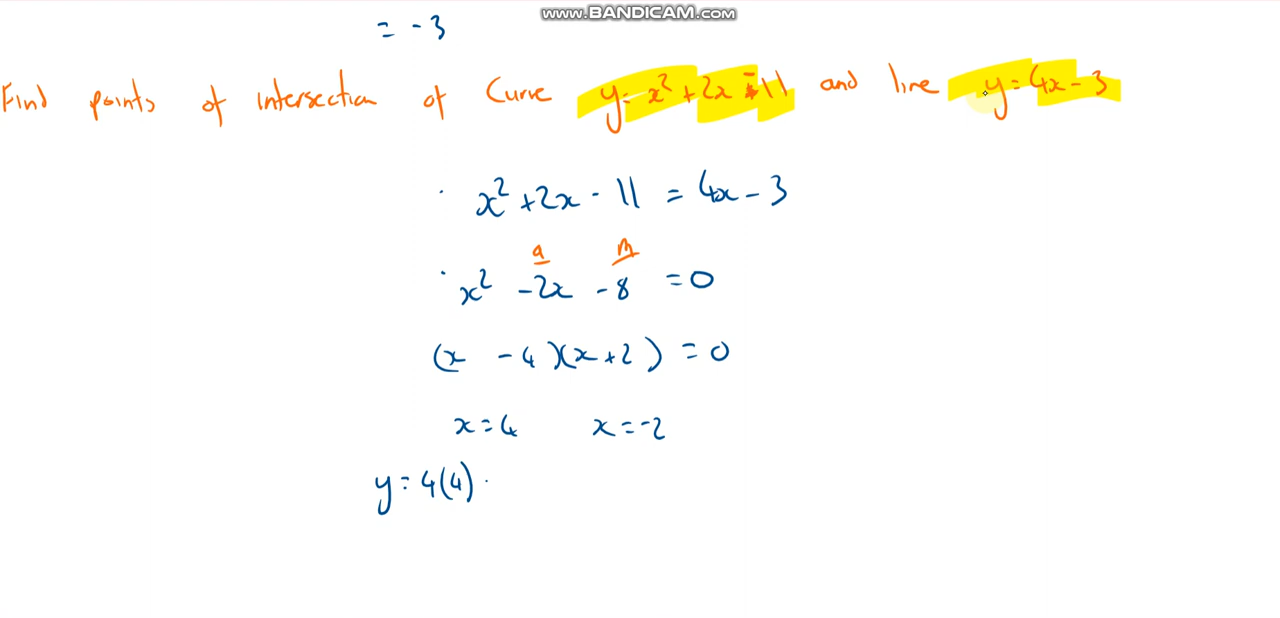 www.BANDICAM.com
= -3
Find points of intersection of Curve y = x² + 2x - 11 and line y = 4x - 3
x² + 2x - 11 = 4x - 3
a m
x² - 2x - 8 = 0
(x - 4)(x + 2) = 0
x = 4 x = -2
y = 4(4)